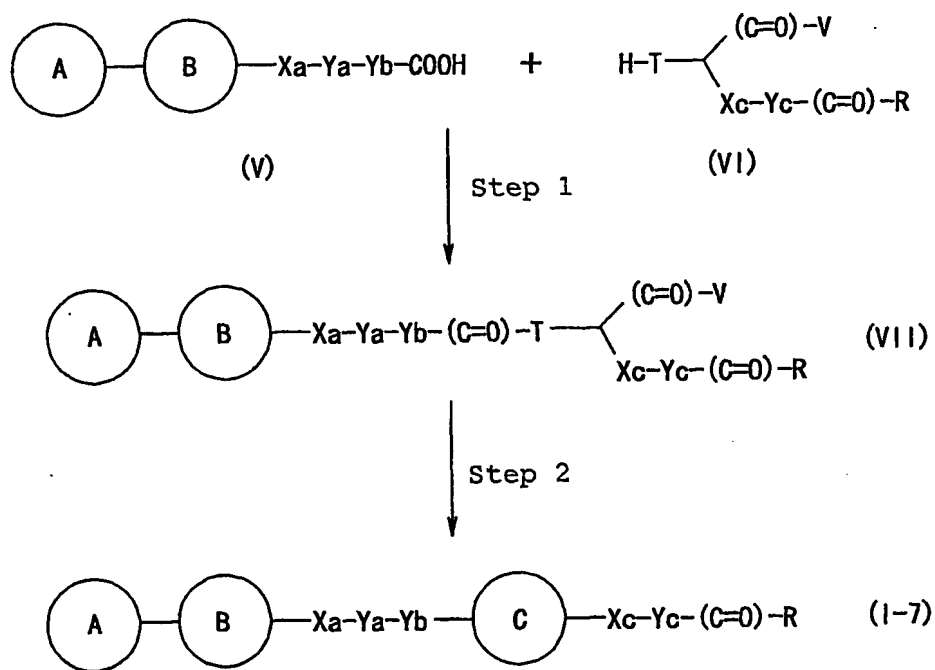 (C=O)-V
A B -Xa-Ya-Yb-COOH + H-T
Xc-Yc-(C=O)-R
(V) (VI)
Step 1
(C=O)-V
A B -Xa-Ya-Yb-(C=O)-T (VII)
Xc-Yc-(C=O)-R
Step 2
A B -Xa-Ya-Yb- C -Xc-Yc-(C=O)-R (I-7)